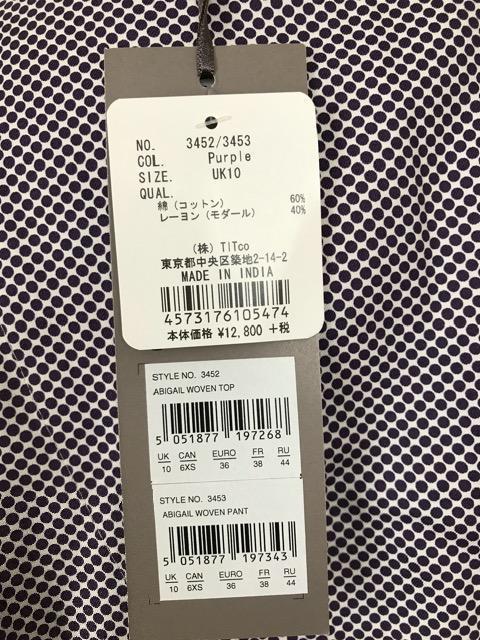 NO. 3452/3453
COL. Purple
SIZE. UK10
QUAL.
綿（コットン） 60%
レーヨン（モダール） 40%
（株）TITco
東京都中央区築地2-14-2
MADE IN INDIA
4573176105474
本体価格 ¥12,800 +税
STYLE NO. 3452
ABIGAIL WOVEN TOP
5 051877 197268
UK CAN EURO FR RU
10 6XS 36 38 44
STYLE NO. 3453
ABIGAIL WOVEN PANT
5 051877 197343
UK CAN EURO FR RU
10 6XS 36 38 44